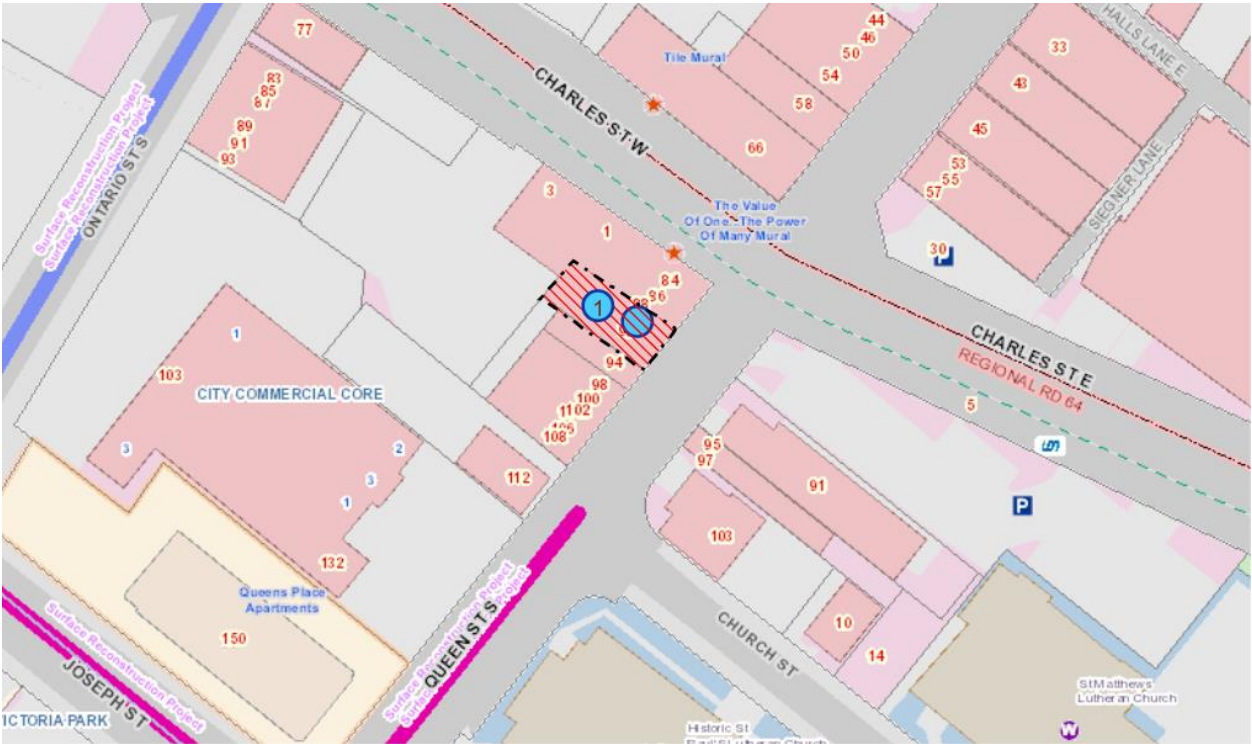 77
44
46
50
54
58
66
Tile Mural
HALLS LANE E
33
43
45
53
55
57
SIEGNER LANE
30
P
83
85
87
89
91
93
CHARLES ST W
Surface Reconstruction Project
Surface Reconstruction Project
ONTARIO ST S
3
1
The Value
Of One...The Power
Of Many Mural
84
86
88
1
94
98
100
102
108
112
CHARLES ST E
REGIONAL RD 64
5
1
103
CITY COMMERCIAL CORE
3
2
3
1
132
95
97
91
103
P
Queens Place
Apartments
150
Surface Reconstruction Project
JOSEPH ST
Surface Reconstruction Project
QUEEN ST S
CHURCH ST
10
14
St Matthews
Lutheran Church
W
Historic St
ICTORIA PARK